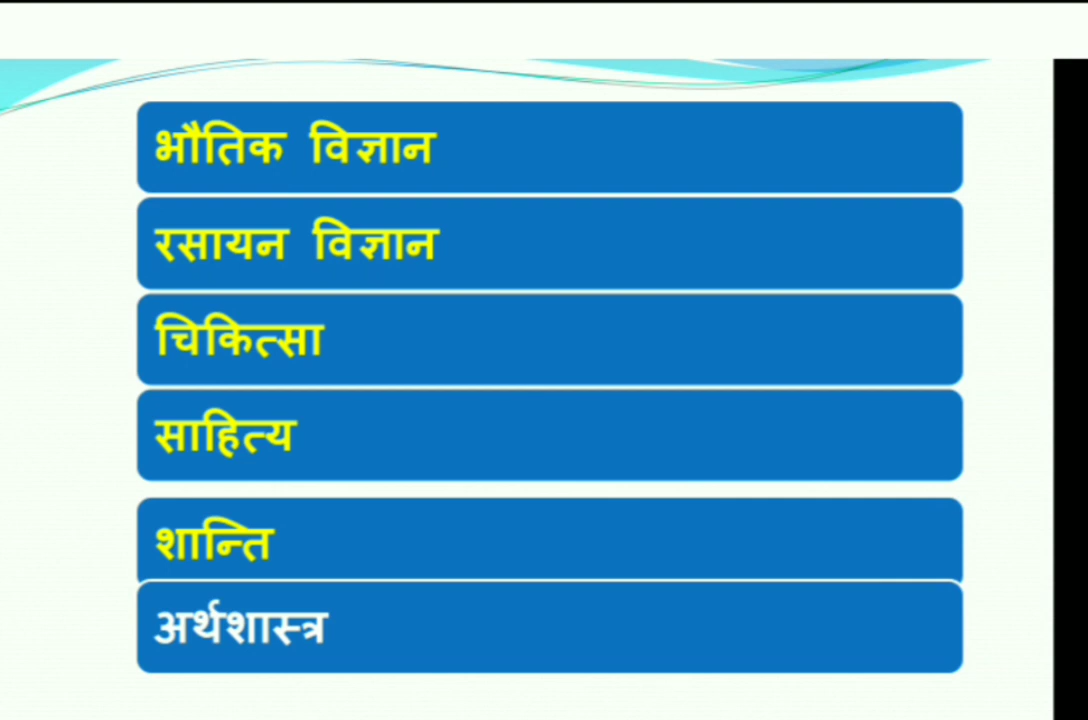 भौतिक विज्ञान
रसायन विज्ञान
चिकित्सा
साहित्य
शान्ति
अर्थशास्त्र